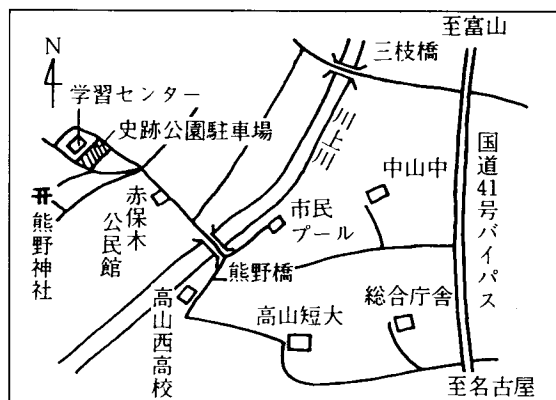 N
至富山
三枝橋
学習センター
史跡公園駐車場
川上川
国道41号バイパス
中山中
赤保木
公民館
市民
プール
熊野神社
熊野橋
高山西高校
高山短大
総合庁舎
至名古屋